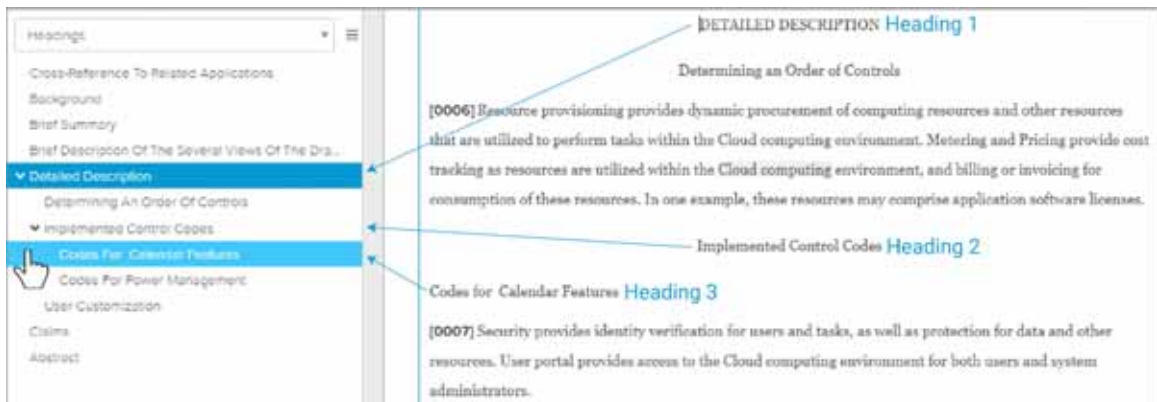 Headings
Cross-Reference To Related Applications
Background
Brief Summary
Brief Description Of The Several Views Of The Dra...
Detailed Description
Determining An Order Of Controls
Implemented Control Codes
Codes For Calendar Features
Codes For Power Management
User Customization
Claims
Abstract
DETAILED DESCRIPTION Heading 1
Determining an Order of Controls
[0006] Resource provisioning provides dynamic procurement of computing resources and other resources
that are utilized to perform tasks within the Cloud computing environment. Metering and Pricing provide cost
tracking as resources are utilized within the Cloud computing environment, and billing or invoicing for
consumption of these resources. In one example, these resources may comprise application software licenses.
Implemented Control Codes Heading 2
Codes for Calendar Features Heading 3
[0007] Security provides identity verification for users and tasks, as well as protection for data and other
resources. User portal provides access to the Cloud computing environment for both users and system
administrators.